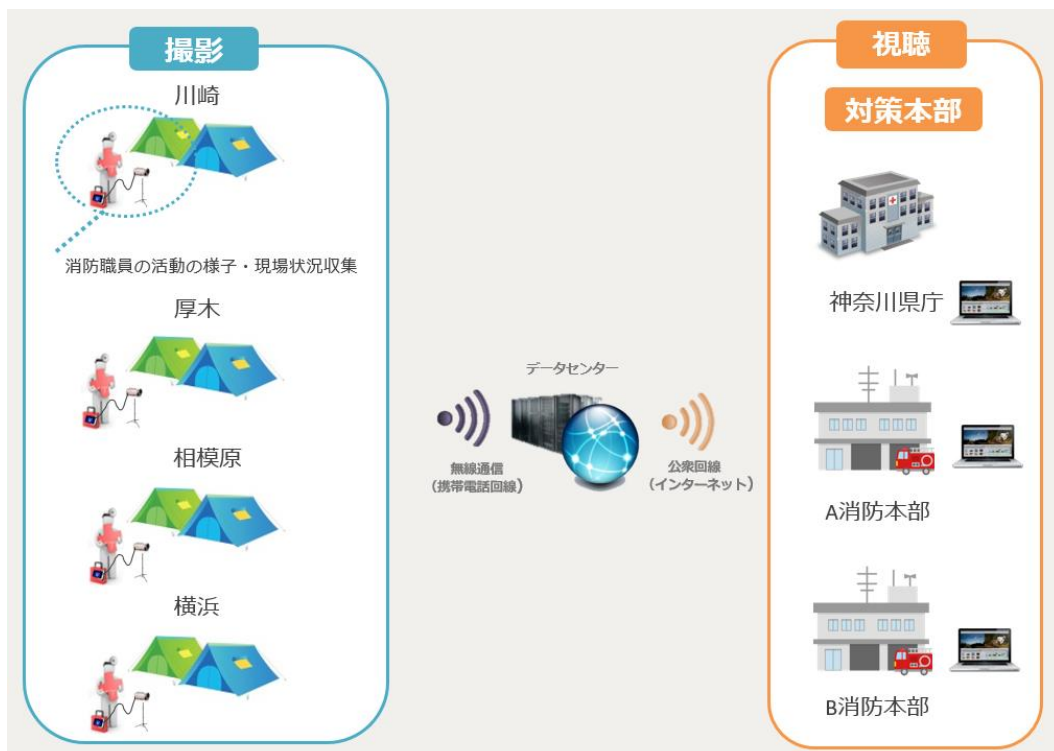 撮影
川崎
消防職員の活動の様子・現場状況収集
厚木
相模原
横浜
データセンター
無線通信
(携帯電話回線)
公衆回線
(インターネット)
視聴
対策本部
神奈川県庁
A消防本部
B消防本部